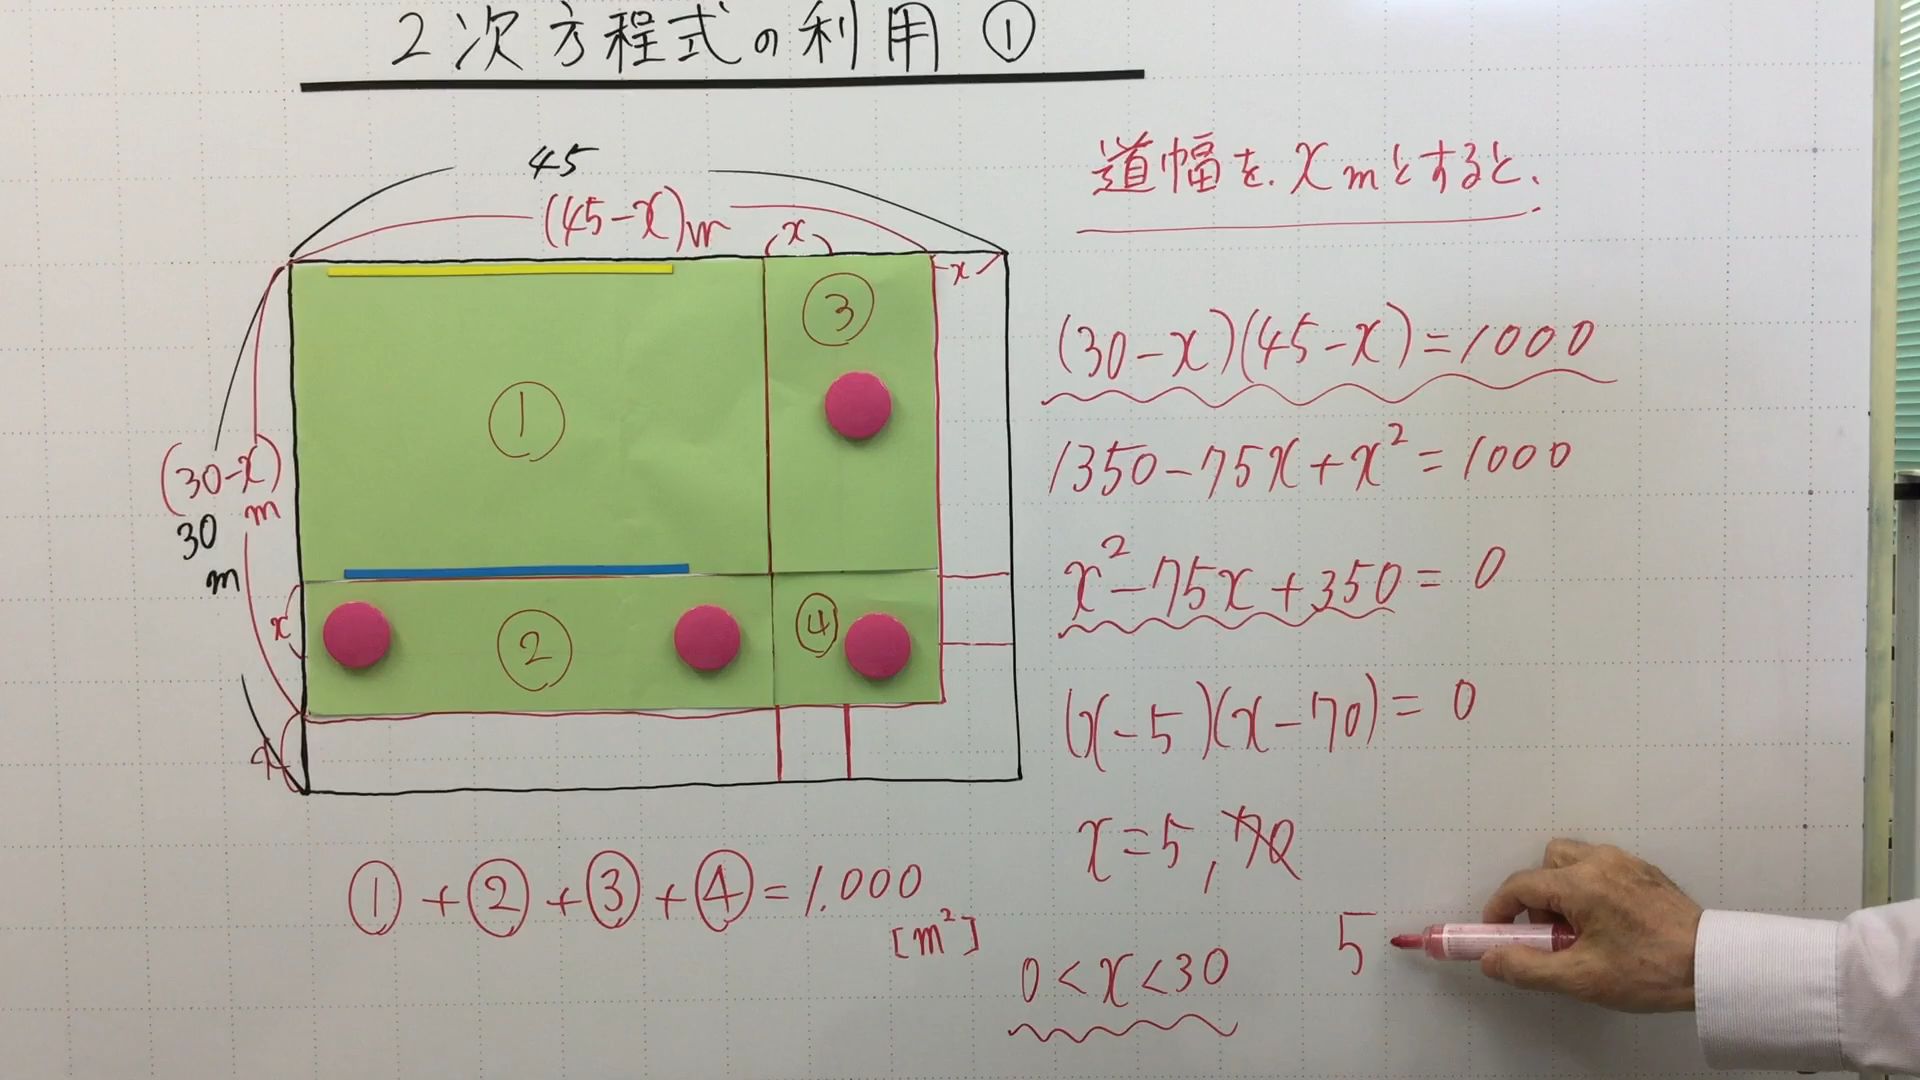 2次方程式の利用 ①
45
(45-x)m
x
x
③
①
(30-x)
m
30
m
x
②
④
x
①+②+③+④=1.000
[m²]
道幅を.xmとすると.
(30-x)(45-x)=1000
1350-75x+x²=1000
x²-75x+350=0
(x-5)(x-70)=0
x=5,70
5
0<x<30